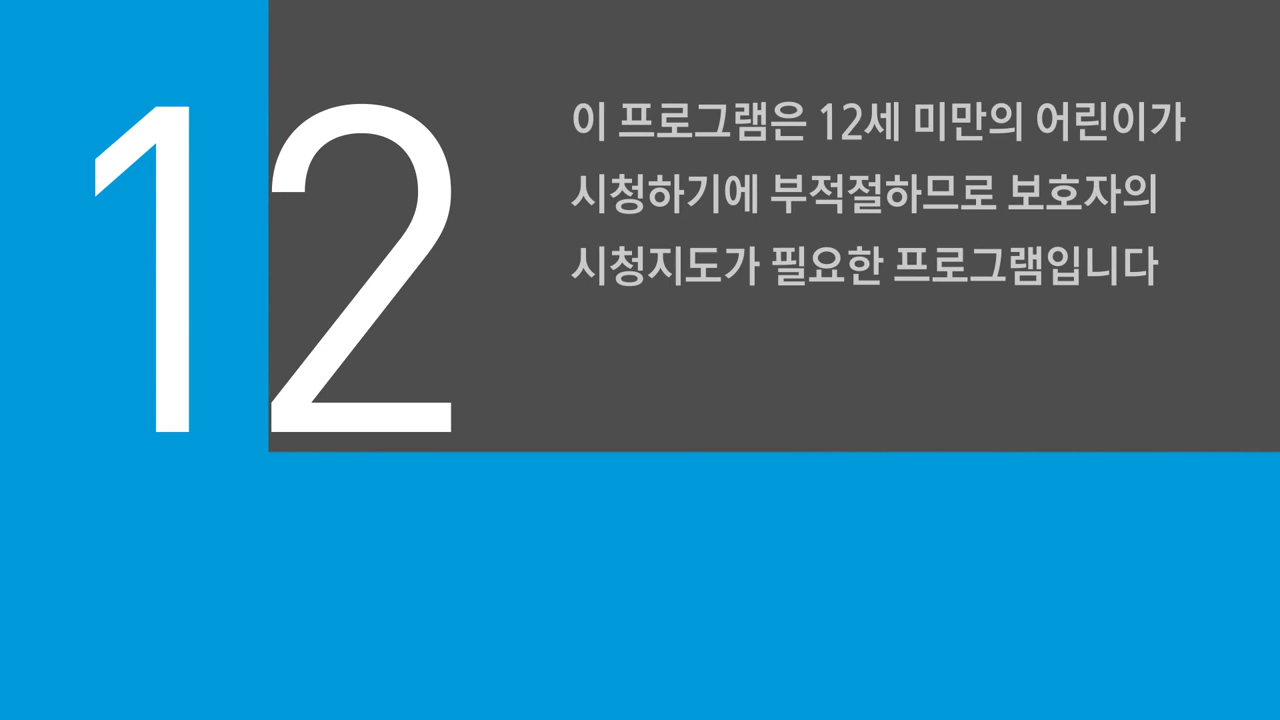 12
이 프로그램은 12세 미만의 어린이가
시청하기에 부적절하므로 보호자의
시청지도가 필요한 프로그램입니다